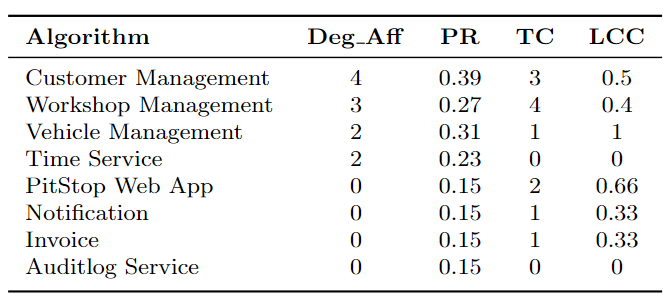 Algorithm Deg_Aff PR TC LCC
Customer Management 4 0.39 3 0.5
Workshop Management 3 0.27 4 0.4
Vehicle Management 2 0.31 1 1
Time Service 2 0.23 0 0
PitStop Web App 0 0.15 2 0.66
Notification 0 0.15 1 0.33
Invoice 0 0.15 1 0.33
Auditlog Service 0 0.15 0 0